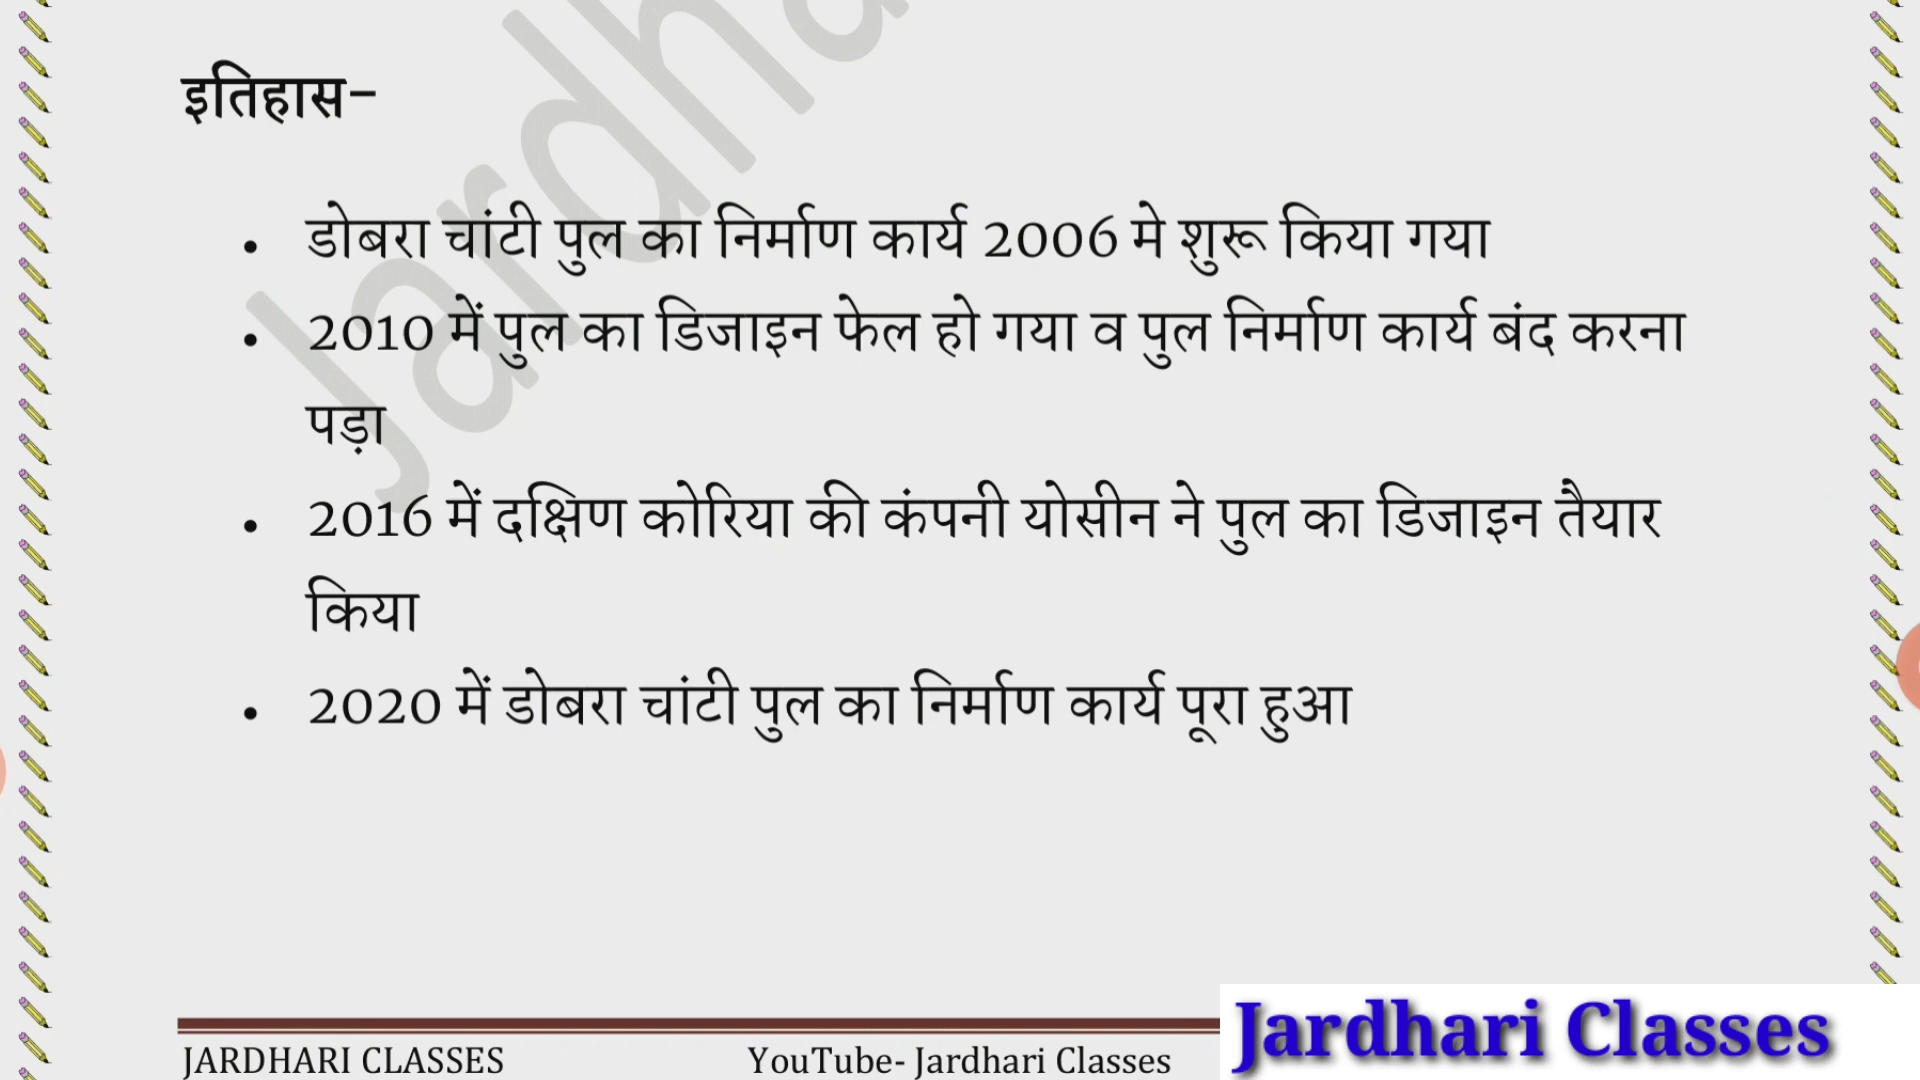 इतिहास–
• डोबरा चांटी पुल का निर्माण कार्य 2006 मे शुरू किया गया
• 2010 में पुल का डिजाइन फेल हो गया व पुल निर्माण कार्य बंद करना
पड़ा
• 2016 में दक्षिण कोरिया की कंपनी योसीन ने पुल का डिजाइन तैयार
किया
• 2020 में डोबरा चांटी पुल का निर्माण कार्य पूरा हुआ
Jardha
JARDHARI CLASSES YouTube- Jardhari Classes
Jardhari Classes